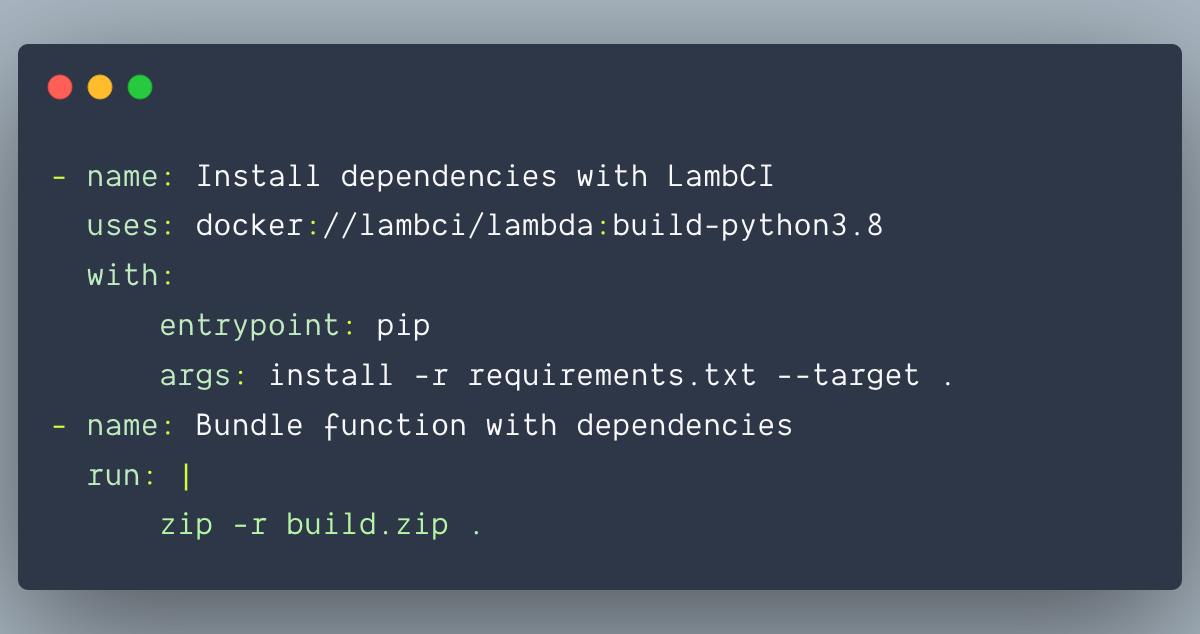 - name: Install dependencies with LambCI
  uses: docker://lambci/lambda:build-python3.8
  with:
      entrypoint: pip
      args: install -r requirements.txt --target .
- name: Bundle function with dependencies
  run: |
      zip -r build.zip .